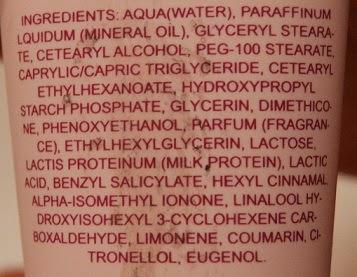 INGREDIENTS: AQUA(WATER), PARAFFINUM
LQUIDUM (MINERAL OIL), GLYCERYL STEARA-
TE, CETEARYL ALCOHOL, PEG-100 STEARATE,
CAPRYLIC/CAPRIC TRIGLYCERIDE, CETEARYL
ETHYLHEXANOATE, HYDROXYPROPYL
STARCH PHOSPHATE, GLYCERIN, DIMETHICO-
NE, PHENOXYETHANOL, PARFUM (FRAGRAN-
CE), ETHYLHEXYLGLYCERIN, LACTOSE,
LACTIS PROTEINUM (MILK PROTEIN), LACTIC
ACID, BENZYL SALICYLATE, HEXYL CINNAMAL,
ALPHA-ISOMETHYL IONONE, LINALOOL HY-
DROXYISOHEXYL 3-CYCLOHEXENE CAR-
BOXALDEHYDE, LIMONENE, COUMARIN, CI-
TRONELLOL, EUGENOL.